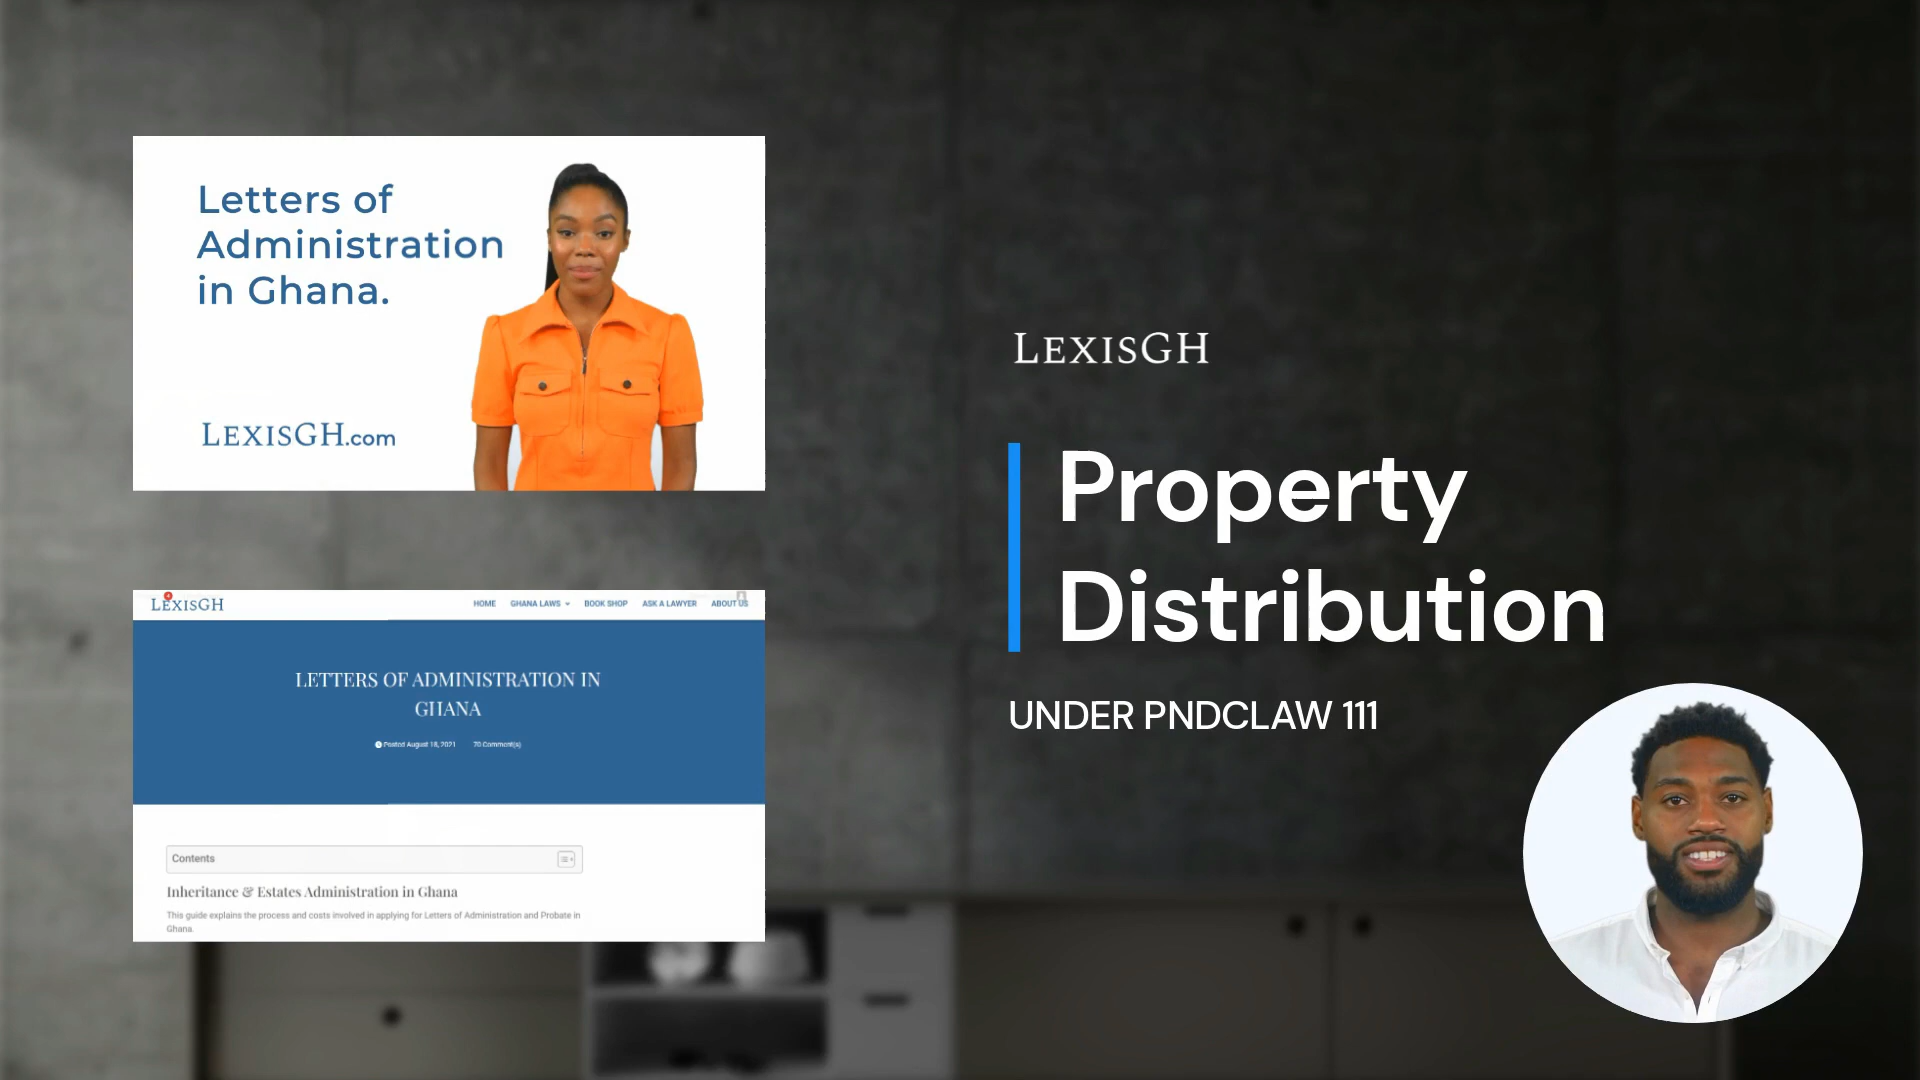 Letters of
Administration
in Ghana.
LEXISGH.com
LEXISGH
HOME GHANA LAWS BOOK SHOP ASK A LAWYER ABOUT US
LETTERS OF ADMINISTRATION IN
GHANA
Posted August 18, 2021 70 Comment(s)
Contents
Inheritance & Estates Administration in Ghana
This guide explains the process and costs involved in applying for Letters of Administration and Probate in
Ghana.
LEXISGH
Property
Distribution
UNDER PNDCLAW 111